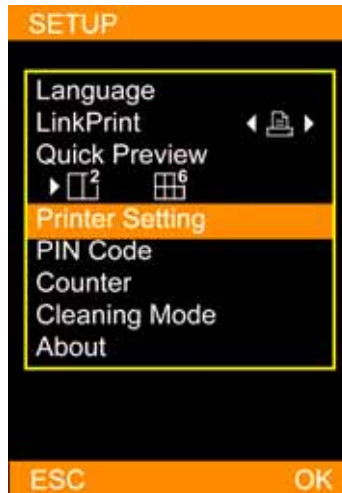 SETUP
Language
LinkPrint
Quick Preview
2 6
Printer Setting
PIN Code
Counter
Cleaning Mode
About
ESC OK